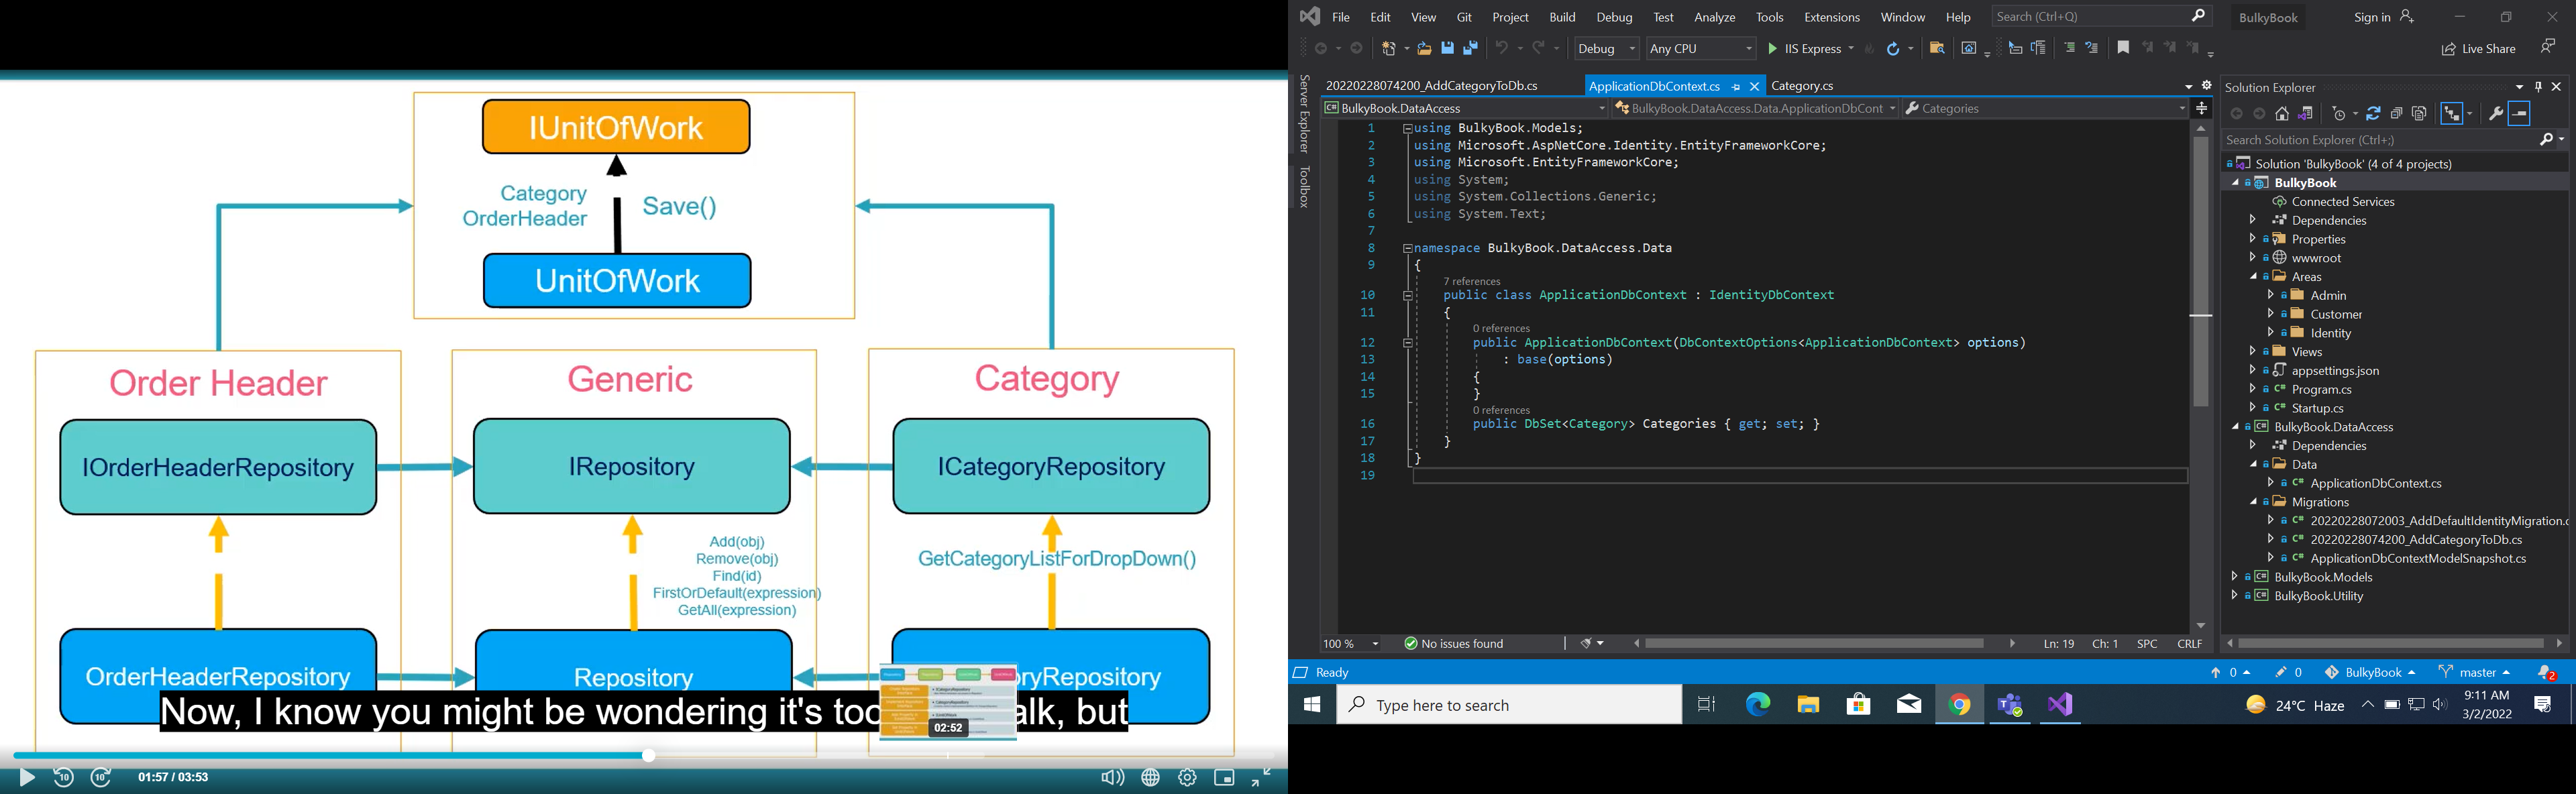 IUnitOfWork
Category
OrderHeader
Save()
UnitOfWork
Order Header
Generic
Category
IOrderHeaderRepository
IRepository
ICategoryRepository
Add(obj)
Remove(obj)
Find(id)
FirstOrDefault(expression)
GetAll(expression)
GetCategoryListForDropDown()
OrderHeaderRepository
Repository
ryRepository
Now, I know you might be wondering it's too
alk, but
02:52
01:57 / 03:53
File Edit View Git Project Build Debug Test Analyze Tools Extensions Window Help Search (Ctrl+Q) BulkyBook Sign in
Debug Any CPU IIS Express Live Share
Server Explorer
Toolbox
20220228074200_AddCategoryToDb.cs ApplicationDbContext.cs Category.cs
BulkyBook.DataAccess BulkyBook.DataAccess.Data.ApplicationDbCont Categories
1 using BulkyBook.Models;
2 using Microsoft.AspNetCore.Identity.EntityFrameworkCore;
3 using Microsoft.EntityFrameworkCore;
4 using System;
5 using System.Collections.Generic;
6 using System.Text;
7
8 namespace BulkyBook.DataAccess.Data
9 {
7 references
10 public class ApplicationDbContext : IdentityDbContext
11 {
0 references
12 public ApplicationDbContext(DbContextOptions<ApplicationDbContext> options)
13 : base(options)
14 {
15 }
0 references
16 public DbSet<Category> Categories { get; set; }
17 }
18 }
19
100 % No issues found Ln: 19 Ch: 1 SPC CRLF
Solution Explorer
Search Solution Explorer (Ctrl+;)
Solution 'BulkyBook' (4 of 4 projects)
BulkyBook
Connected Services
Dependencies
Properties
wwwroot
Areas
Admin
Customer
Identity
Views
appsettings.json
Program.cs
Startup.cs
BulkyBook.DataAccess
Dependencies
Data
ApplicationDbContext.cs
Migrations
20220228072003_AddDefaultIdentityMigration.c
20220228074200_AddCategoryToDb.cs
ApplicationDbContextModelSnapshot.cs
BulkyBook.Models
BulkyBook.Utility
Ready 0 0 BulkyBook master 2
Type here to search
24°C Haze
9:11 AM
3/2/2022